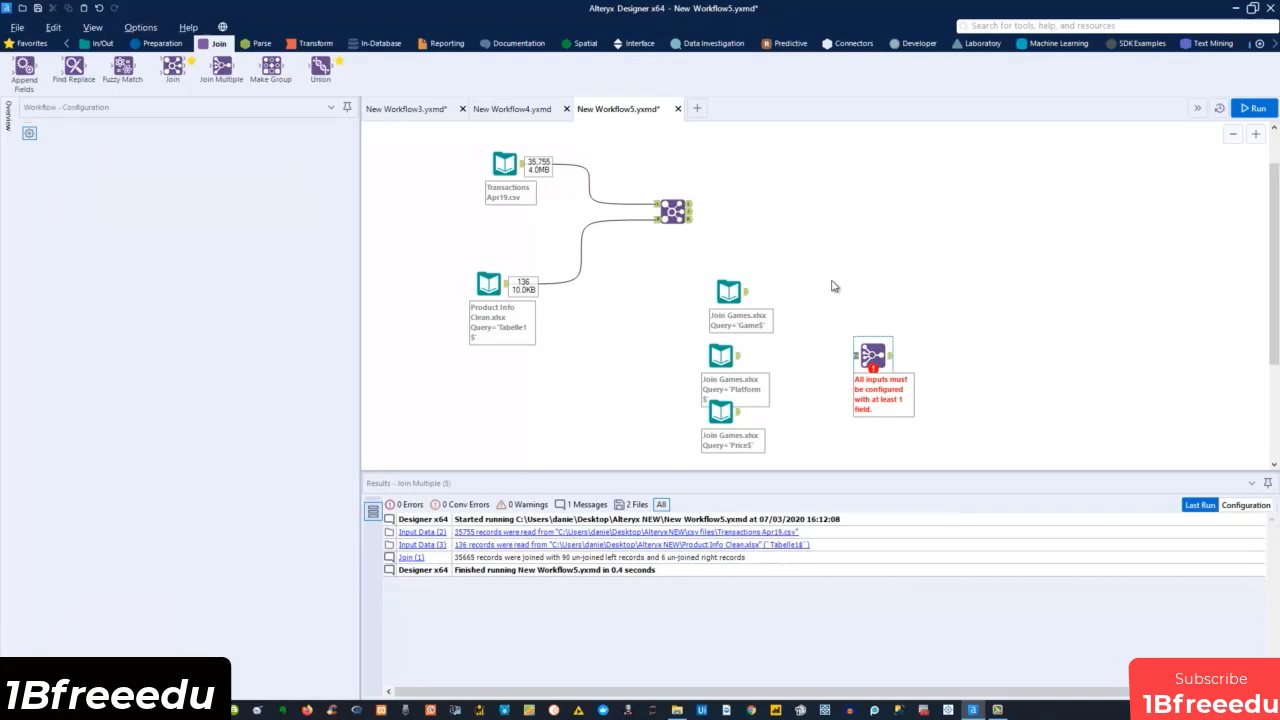 Alteryx Designer x64 - New Workflow5.yxmd*
File Edit View Options Help
Search for tools, help, and resources
Favorites In/Out Preparation Join Parse Transform In-Database Reporting Documentation Spatial Interface Data Investigation Predictive Connectors Developer Laboratory Machine Learning SDK Examples Text Mining
Append Fields Find Replace Fuzzy Match Join Join Multiple Make Group Union
Overview
Workflow - Configuration
New Workflow3.yxmd* New Workflow4.yxmd New Workflow5.yxmd*
Run
35,755
4.0MB
Transactions
Apr19.csv
136
10.0KB
Product Info
Clean.xlsx
Query=`Tabelle1
$`
Join Games.xlsx
Query=`Game$`
Join Games.xlsx
Query=`Platform
$`
Join Games.xlsx
Query=`Price$`
All inputs must
be configured
with at least 1
field.
Results - Join Multiple (5)
0 Errors 0 Conv Errors 0 Warnings 1 Messages 2 Files All
Last Run Configuration
Designer x64 Started running C:\Users\danie\Desktop\Alteryx NEW\New Workflow5.yxmd at 07/03/2020 16:12:08
Input Data (2) 35755 records were read from "C:\Users\danie\Desktop\Alteryx NEW\csv files\Transactions Apr19.csv"
Input Data (3) 136 records were read from "C:\Users\danie\Desktop\Alteryx NEW\Product Info Clean.xlsx" (`Tabelle1$`)
Join (1) 35665 records were joined with 90 un-joined left records and 6 un-joined right records
Designer x64 Finished running New Workflow5.yxmd in 0.4 seconds
1Bfreeedu
Subscribe
1Bfreeedu